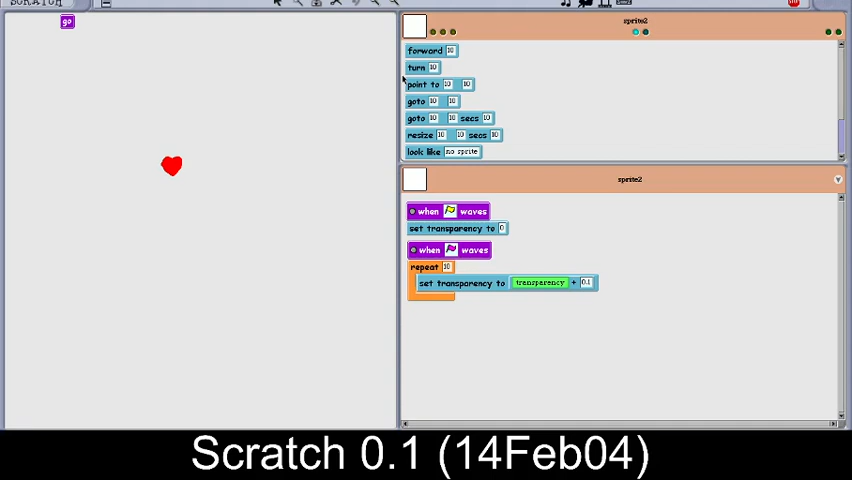 SCRATCH
go
sprite2
forward 10
turn 10
point to 10 10
goto 10 10
goto 10 10 secs 10
resize 10 10 secs 10
look like no sprite
sprite2
when waves
set transparency to 0
when waves
repeat 10
set transparency to transparency + 0.1
Scratch 0.1 (14Feb04)